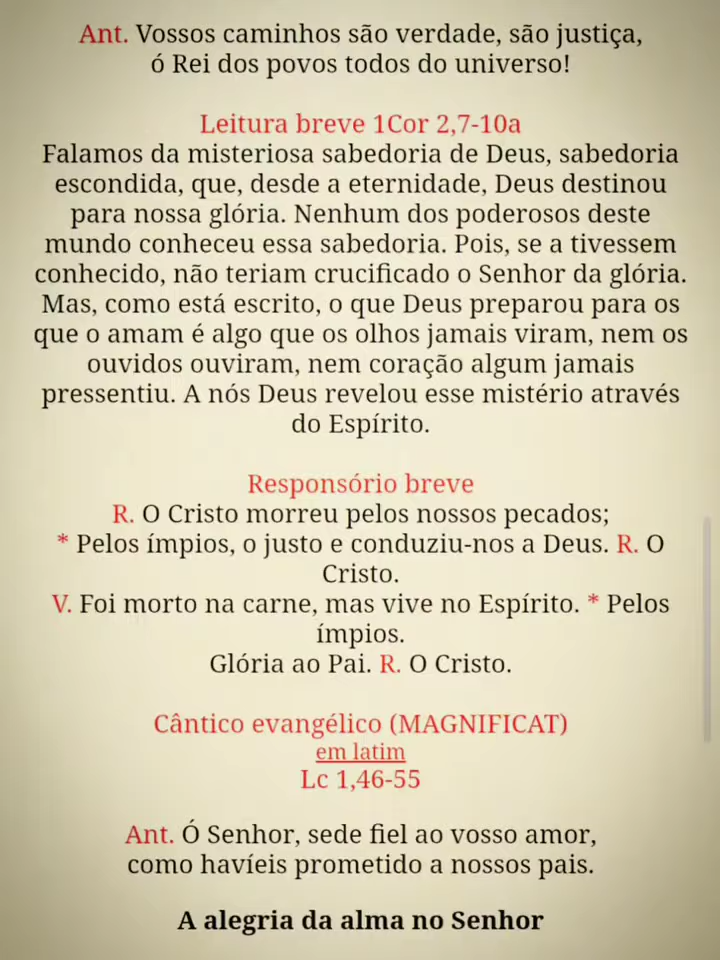 Ant. Vossos caminhos são verdade, são justiça,
ó Rei dos povos todos do universo!
Leitura breve 1Cor 2,7-10a
Falamos da misteriosa sabedoria de Deus, sabedoria
escondida, que, desde a eternidade, Deus destinou
para nossa glória. Nenhum dos poderosos deste
mundo conheceu essa sabedoria. Pois, se a tivessem
conhecido, não teriam crucificado o Senhor da glória.
Mas, como está escrito, o que Deus preparou para os
que o amam é algo que os olhos jamais viram, nem os
ouvidos ouviram, nem coração algum jamais
pressentiu. A nós Deus revelou esse mistério através
do Espírito.
Responsório breve
R. O Cristo morreu pelos nossos pecados;
* Pelos ímpios, o justo e conduziu-nos a Deus. R. O
Cristo.
V. Foi morto na carne, mas vive no Espírito. * Pelos
ímpios.
Glória ao Pai. R. O Cristo.
Cântico evangélico (MAGNIFICAT)
em latim
Lc 1,46-55
Ant. Ó Senhor, sede fiel ao vosso amor,
como havíeis prometido a nossos pais.
A alegria da alma no Senhor